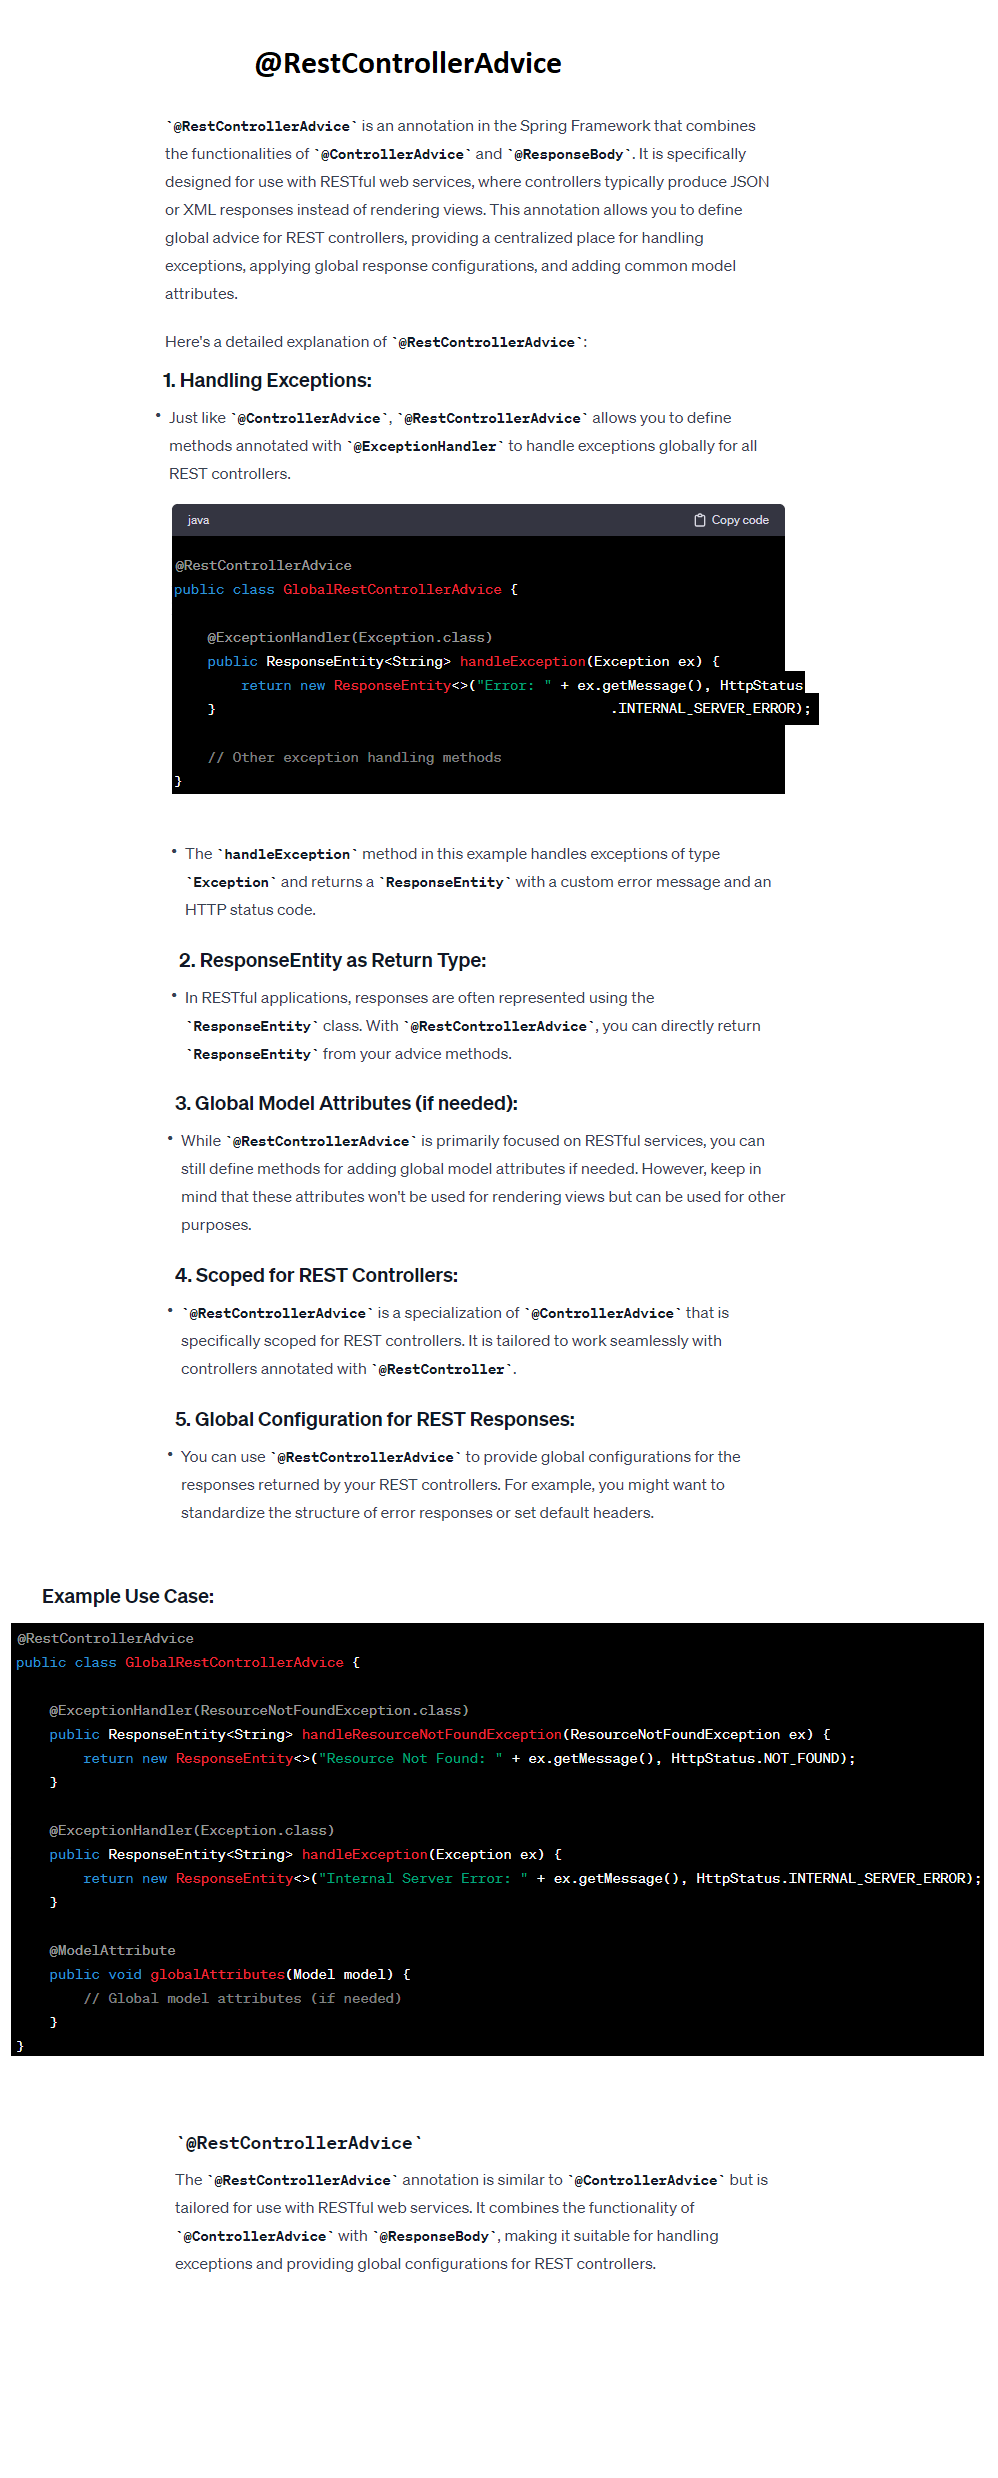 @RestControllerAdvice
`@RestControllerAdvice` is an annotation in the Spring Framework that combines
the functionalities of `@ControllerAdvice` and `@ResponseBody`. It is specifically
designed for use with RESTful web services, where controllers typically produce JSON
or XML responses instead of rendering views. This annotation allows you to define
global advice for REST controllers, providing a centralized place for handling
exceptions, applying global response configurations, and adding common model
attributes.
Here's a detailed explanation of `@RestControllerAdvice`:
1. Handling Exceptions:
• Just like `@ControllerAdvice`, `@RestControllerAdvice` allows you to define
methods annotated with `@ExceptionHandler` to handle exceptions globally for all
REST controllers.
java Copy code
@RestControllerAdvice
public class GlobalRestControllerAdvice {
@ExceptionHandler(Exception.class)
public ResponseEntity<String> handleException(Exception ex) {
return new ResponseEntity<>("Error: " + ex.getMessage(), HttpStatus
} .INTERNAL_SERVER_ERROR);
// Other exception handling methods
}
• The `handleException` method in this example handles exceptions of type
`Exception` and returns a `ResponseEntity` with a custom error message and an
HTTP status code.
2. ResponseEntity as Return Type:
• In RESTful applications, responses are often represented using the
`ResponseEntity` class. With `@RestControllerAdvice`, you can directly return
`ResponseEntity` from your advice methods.
3. Global Model Attributes (if needed):
• While `@RestControllerAdvice` is primarily focused on RESTful services, you can
still define methods for adding global model attributes if needed. However, keep in
mind that these attributes won't be used for rendering views but can be used for other
purposes.
4. Scoped for REST Controllers:
• `@RestControllerAdvice` is a specialization of `@ControllerAdvice` that is
specifically scoped for REST controllers. It is tailored to work seamlessly with
controllers annotated with `@RestController`.
5. Global Configuration for REST Responses:
• You can use `@RestControllerAdvice` to provide global configurations for the
responses returned by your REST controllers. For example, you might want to
standardize the structure of error responses or set default headers.
Example Use Case:
@RestControllerAdvice
public class GlobalRestControllerAdvice {
@ExceptionHandler(ResourceNotFoundException.class)
public ResponseEntity<String> handleResourceNotFoundException(ResourceNotFoundException ex) {
return new ResponseEntity<>("Resource Not Found: " + ex.getMessage(), HttpStatus.NOT_FOUND);
}
@ExceptionHandler(Exception.class)
public ResponseEntity<String> handleException(Exception ex) {
return new ResponseEntity<>("Internal Server Error: " + ex.getMessage(), HttpStatus.INTERNAL_SERVER_ERROR);
}
@ModelAttribute
public void globalAttributes(Model model) {
// Global model attributes (if needed)
}
}
`@RestControllerAdvice`
The `@RestControllerAdvice` annotation is similar to `@ControllerAdvice` but is
tailored for use with RESTful web services. It combines the functionality of
`@ControllerAdvice` with `@ResponseBody`, making it suitable for handling
exceptions and providing global configurations for REST controllers.